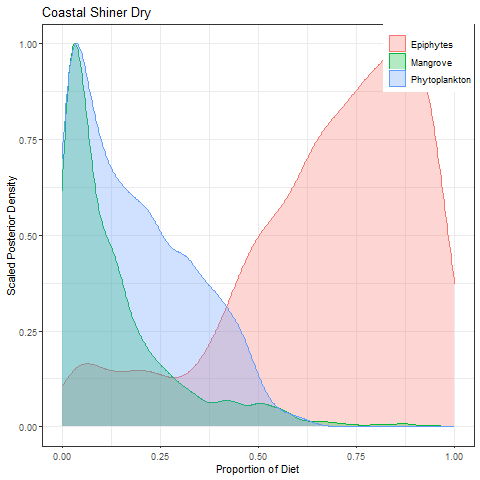 Coastal Shiner Dry
Epiphytes
Mangrove
Phytoplankton
Scaled Posterior Density
1.00
0.75
0.50
0.25
0.00
0.00 0.25 0.50 0.75 1.00
Proportion of Diet